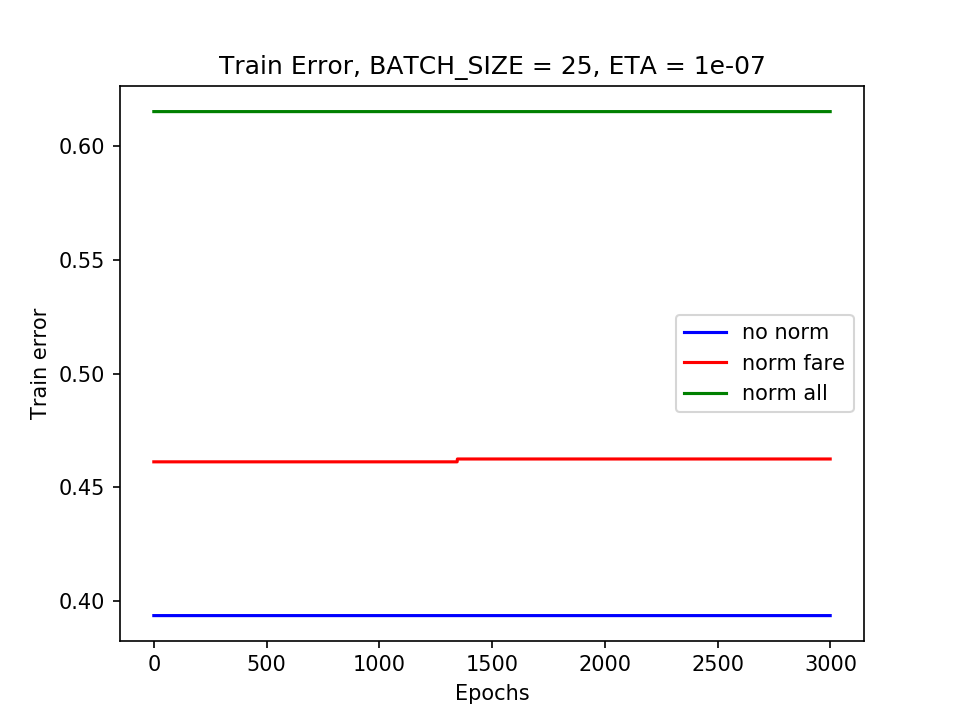 Train Error, BATCH_SIZE = 25, ETA = 1e-07
0.60
0.55
0.50
0.45
0.40
Train error
no norm
norm fare
norm all
0 500 1000 1500 2000 2500 3000
Epochs